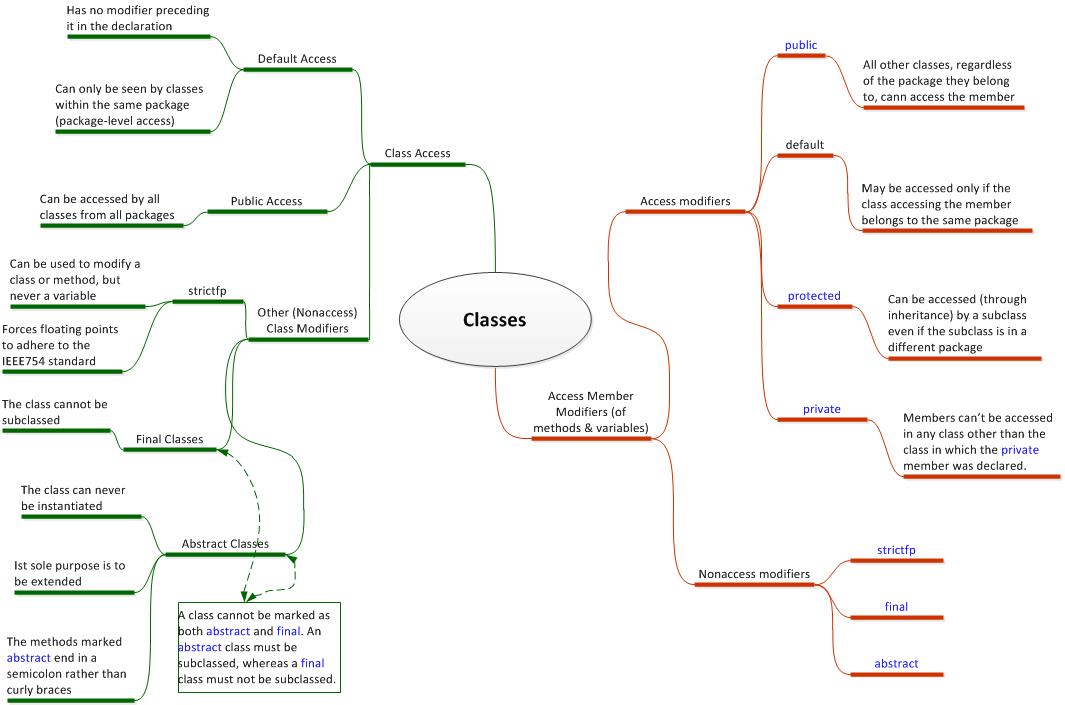 Classes
Class Access
Default Access
Has no modifier preceding
it in the declaration
Can only be seen by classes
within the same package
(package-level access)
Public Access
Can be accessed by all
classes from all packages
Other (Nonaccess)
Class Modifiers
strictfp
Can be used to modify a
class or method, but
never a variable
Forces floating points
to adhere to the
IEEE754 standard
Final Classes
The class cannot be
subclassed
Abstract Classes
The class can never
be instantiated
Ist sole purpose is to
be extended
The methods marked
abstract end in a
semicolon rather than
curly braces
A class cannot be marked as
both abstract and final. An
abstract class must be
subclassed, whereas a final
class must not be subclassed.
Access Member
Modifiers (of
methods & variables)
Access modifiers
public
All other classes, regardless
of the package they belong
to, cann access the member
default
May be accessed only if the
class accessing the member
belongs to the same package
protected
Can be accessed (through
inheritance) by a subclass
even if the subclass is in a
different package
private
Members can't be accessed
in any class other than the
class in which the private
member was declared.
Nonaccess modifiers
strictfp
final
abstract